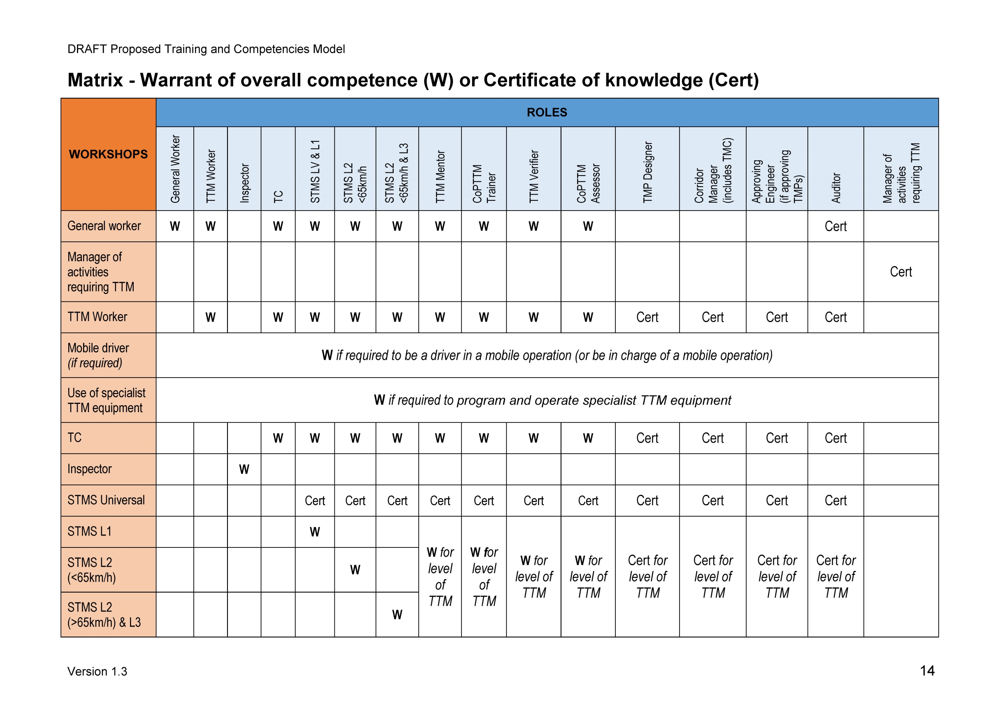 DRAFT Proposed Training and Competencies Model
Matrix - Warrant of overall competence (W) or Certificate of knowledge (Cert)
WORKSHOPS
ROLES
General Worker
TTM Worker
Inspector
TC
STMS LV & L1
STMS L2
<65km/h
STMS L2
<65km/h & L3
TTM Mentor
CoPTTM
Trainer
TTM Verifier
CoPTTM
Assessor
TMP Designer
Corridor
Manager
(includes TMC)
Approving
Engineer
(if approving
TMPs)
Auditor
Manager of
activities
requiring TTM
General worker W W W W W W W W W W Cert
Manager of
activities
requiring TTM
Cert
TTM Worker W W W W W W W W W Cert Cert Cert Cert
Mobile driver
(if required)
W if required to be a driver in a mobile operation (or be in charge of a mobile operation)
Use of specialist
TTM equipment
W if required to program and operate specialist TTM equipment
TC W W W W W W W W Cert Cert Cert Cert
Inspector W
STMS Universal Cert Cert Cert Cert Cert Cert Cert Cert Cert Cert Cert
STMS L1 W
STMS L2
(<65km/h)
W
STMS L2
(>65km/h) & L3
W
W for
level
of
TTM
W for
level
of
TTM
W for
level of
TTM
W for
level of
TTM
Cert for
level of
TTM
Cert for
level of
TTM
Cert for
level of
TTM
Cert for
level of
TTM
Version 1.3
14